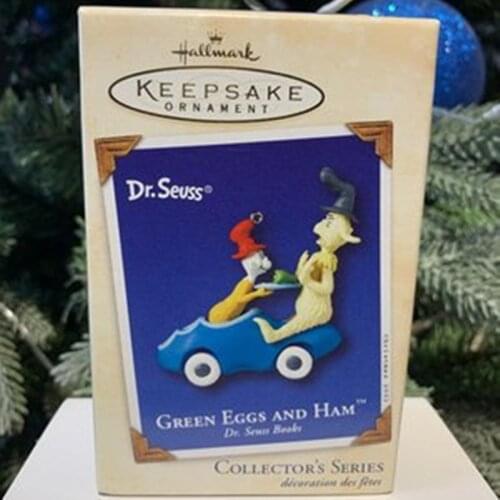 Hallmark
KEEPSAKE
ORNAMENT
Dr. Seuss®
GREEN EGGS AND HAM™
Dr. Seuss Books
COLLECTOR'S SERIES
décoration des fêtes